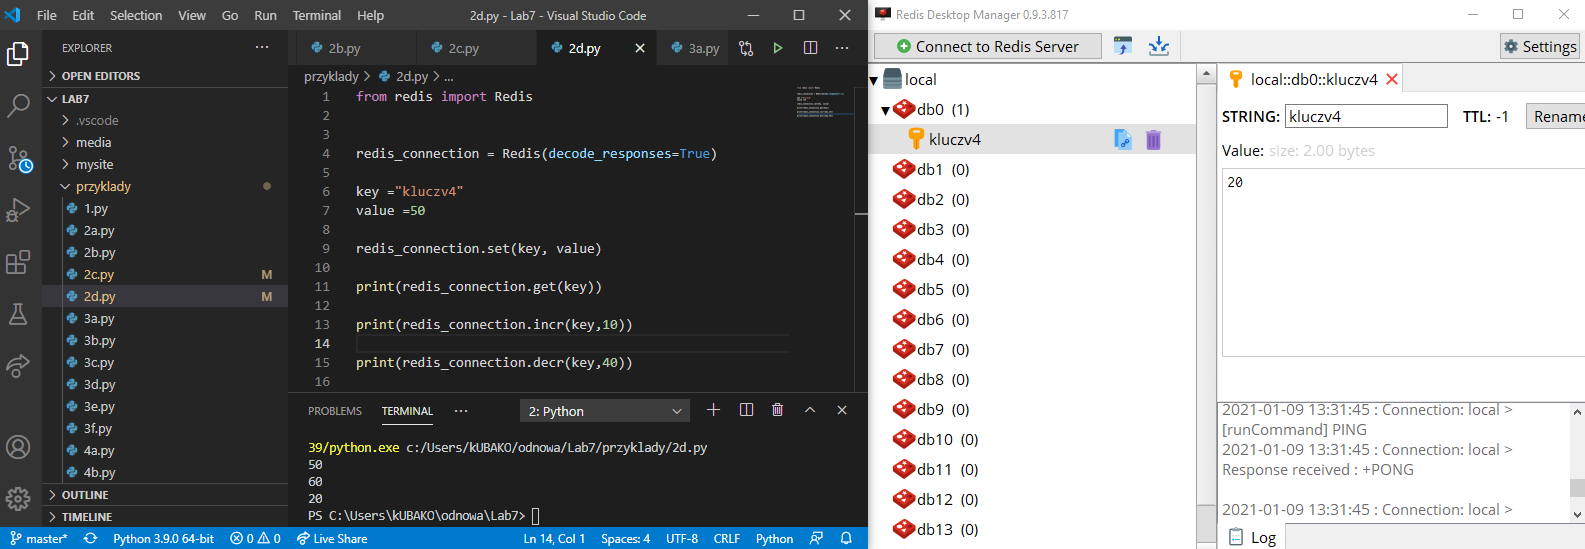 File Edit Selection View Go Run Terminal Help 2d.py - Lab7 - Visual Studio Code
EXPLORER ...
OPEN EDITORS
LAB7
.vscode
media
mysite
przyklady
1.py
2a.py
2b.py
2c.py M
2d.py M
3a.py
3b.py
3c.py
3d.py
3e.py
3f.py
4a.py
4b.py
OUTLINE
TIMELINE
2b.py 2c.py 2d.py 3a.py ...
przyklady > 2d.py > ...
1 from redis import Redis
2
3
4 redis_connection = Redis(decode_responses=True)
5
6 key ="kluczv4"
7 value =50
8
9 redis_connection.set(key, value)
10
11 print(redis_connection.get(key))
12
13 print(redis_connection.incr(key,10))
14
15 print(redis_connection.decr(key,40))
16
PROBLEMS TERMINAL ... 2: Python
39/python.exe c:/Users/kUBAKO/odnowa/Lab7/przyklady/2d.py
50
60
20
PS C:\Users\kUBAKO\odnowa\Lab7>
master* Python 3.9.0 64-bit 0 0 Live Share Ln 14, Col 1 Spaces: 4 UTF-8 CRLF Python
Redis Desktop Manager 0.9.3.817
Connect to Redis Server Settings
local
db0 (1)
kluczv4
db1 (0)
db2 (0)
db3 (0)
db4 (0)
db5 (0)
db6 (0)
db7 (0)
db8 (0)
db9 (0)
db10 (0)
db11 (0)
db12 (0)
db13 (0)
local::db0::kluczv4
STRING: kluczv4 TTL: -1 Rename
Value: size: 2.00 bytes
20
2021-01-09 13:31:45 : Connection: local >
[runCommand] PING
2021-01-09 13:31:45 : Connection: local >
Response received : +PONG
2021-01-09 13:31:45 : Connection: local >
Log